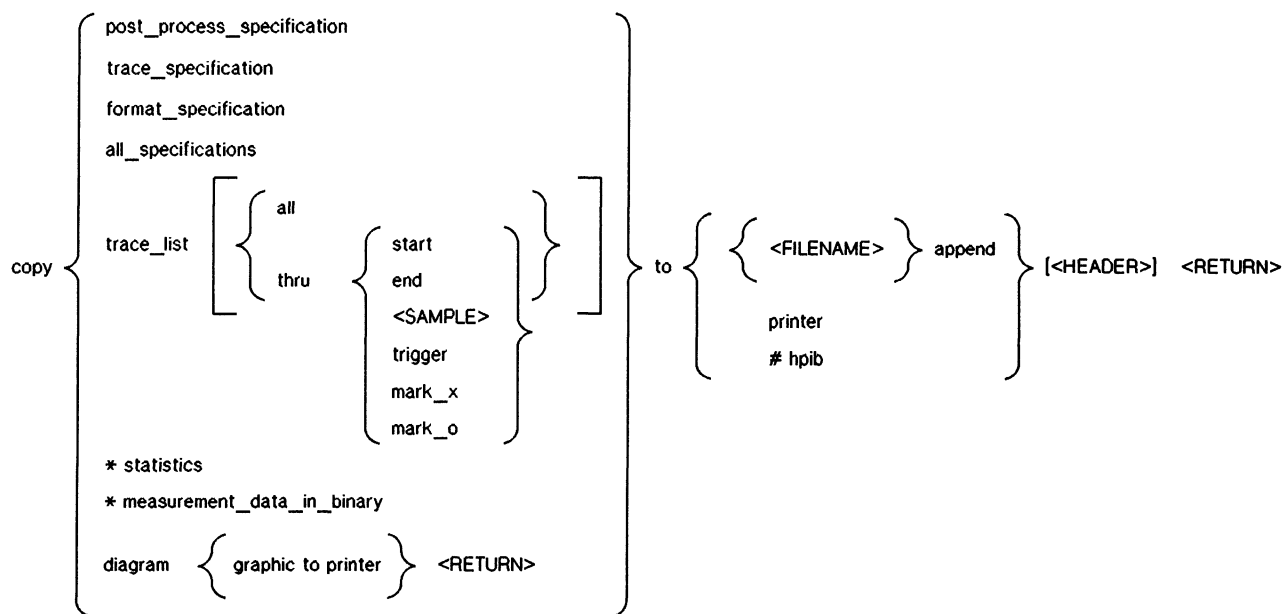 post_process_specification
trace_specification
format_specification
all_specifications
all
trace_list
start
copy
thru
end
<SAMPLE>
trigger
mark_x
mark_o
to
<FILENAME>
append
[<HEADER>]
<RETURN>
printer
# hpib
* statistics
* measurement_data_in_binary
diagram
graphic to printer
<RETURN>